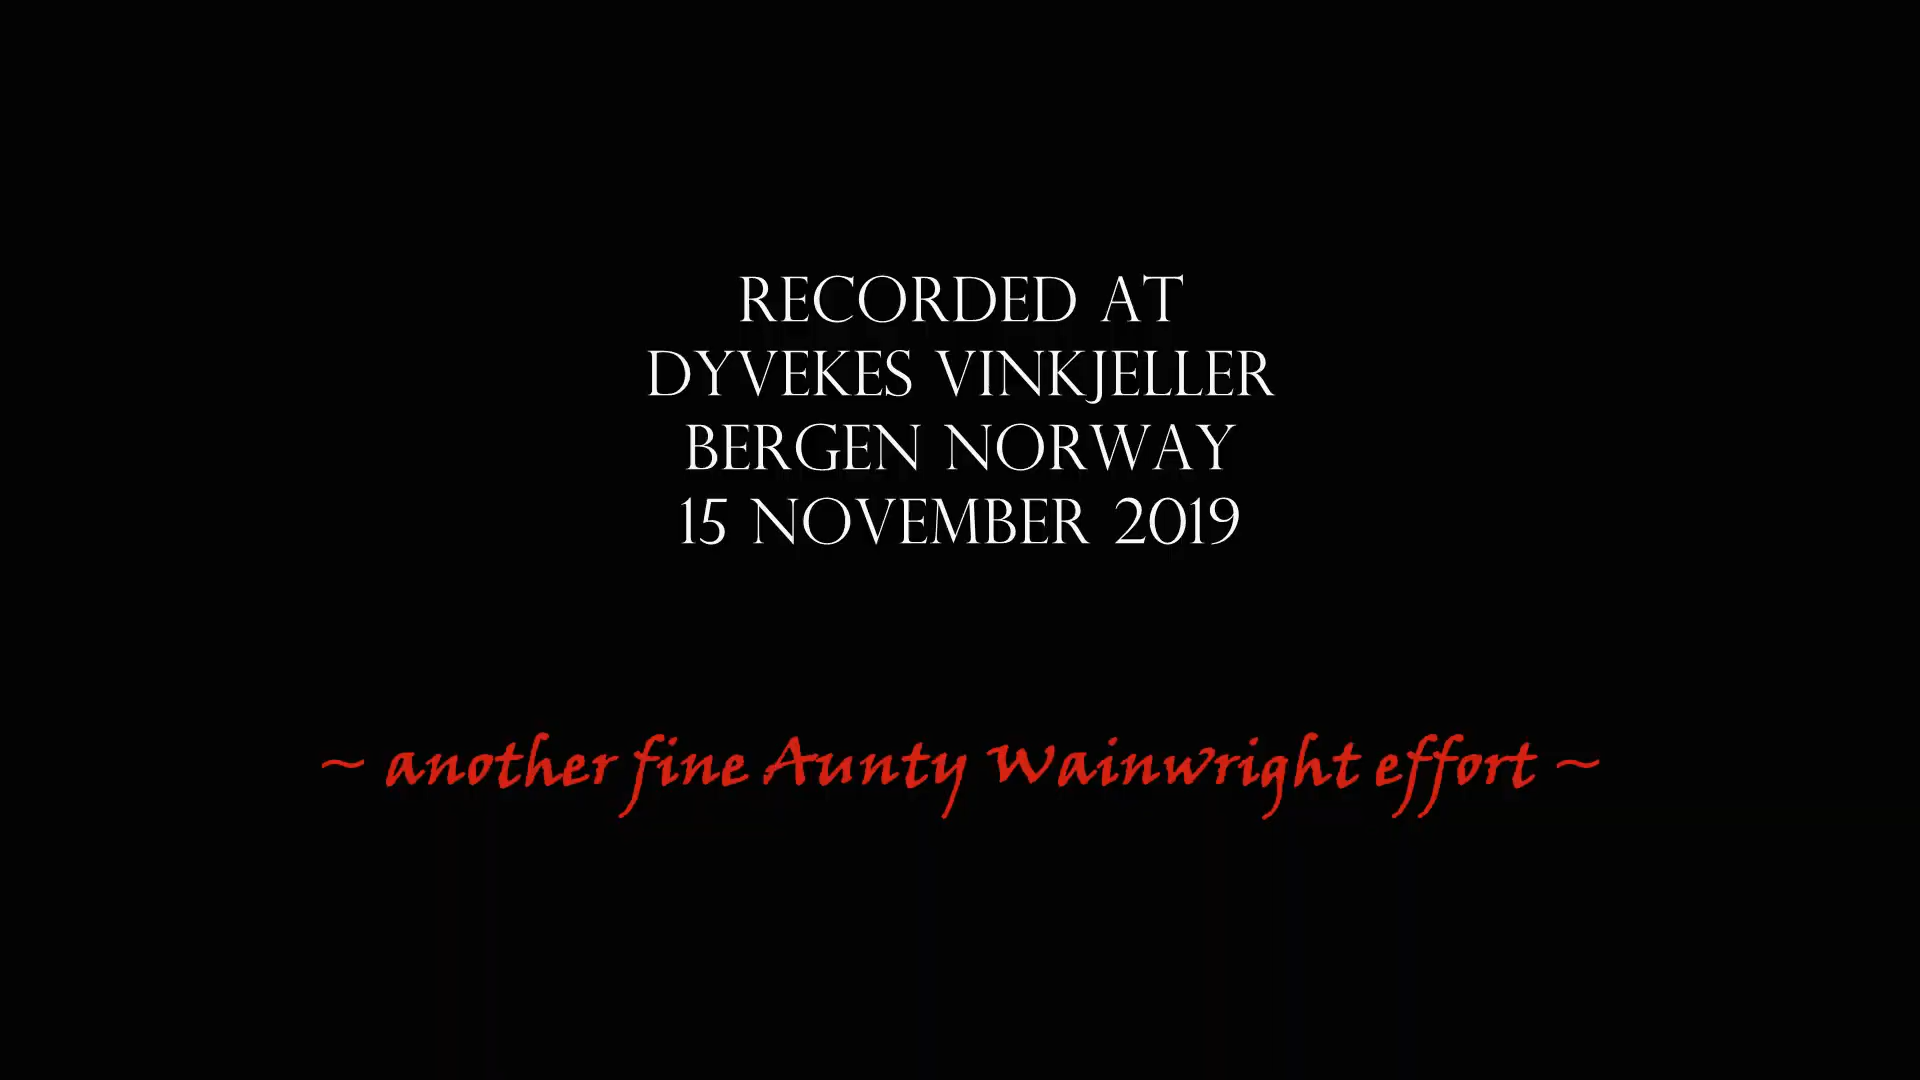 RECORDED AT
DYVEKES VINKJELLER
BERGEN NORWAY
15 NOVEMBER 2019
~ another fine Aunty Wainwright effort ~